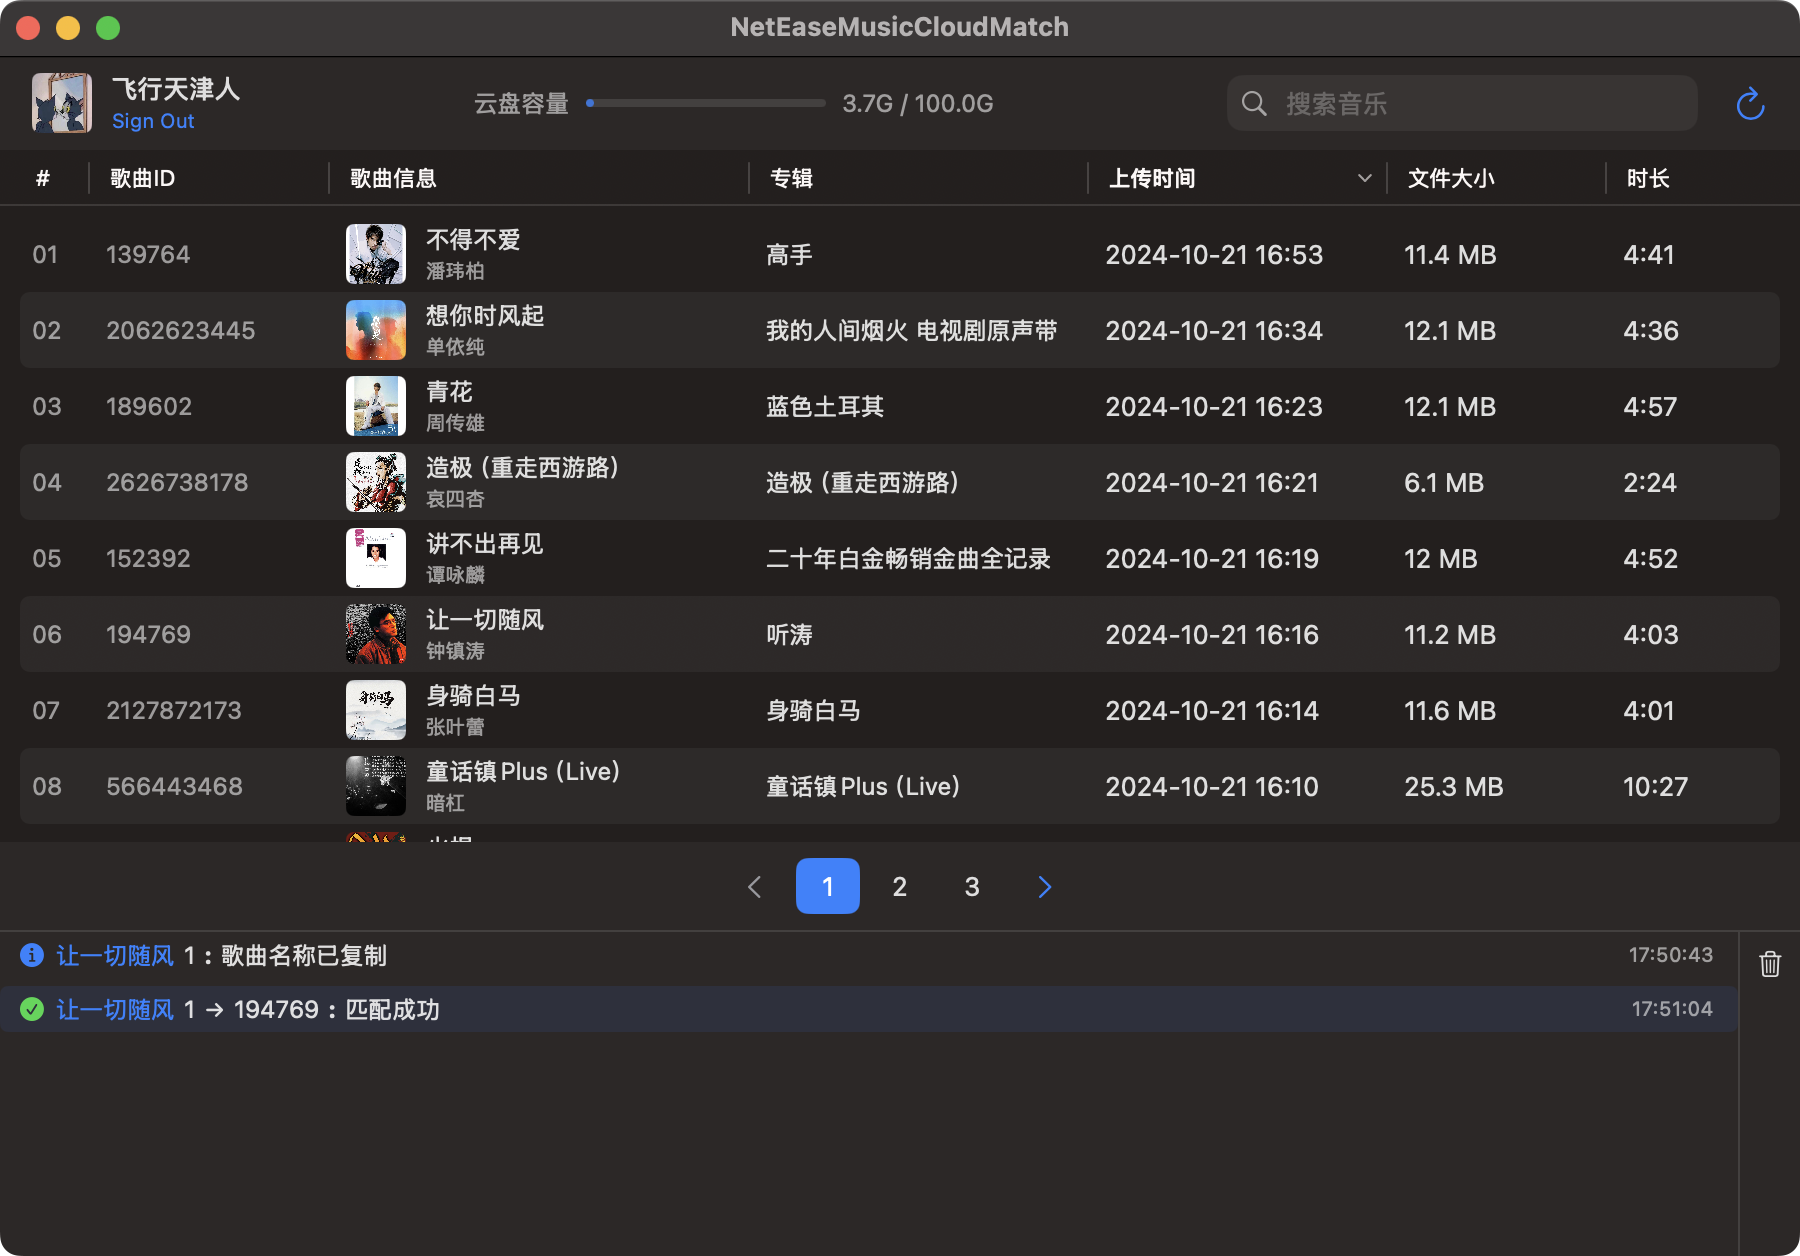 NetEaseMusicCloudMatch
飞行天津人
Sign Out
云盘容量 3.7G / 100.0G
搜索音乐
# 歌曲ID 歌曲信息 专辑 上传时间 文件大小 时长
01 139764 不得不爱 高手 2024-10-21 16:53 11.4 MB 4:41
潘玮柏
02 2062623445 想你时风起 我的人间烟火 电视剧原声带 2024-10-21 16:34 12.1 MB 4:36
单依纯
03 189602 青花 蓝色土耳其 2024-10-21 16:23 12.1 MB 4:57
周传雄
04 2626738178 造极（重走西游路） 造极（重走西游路） 2024-10-21 16:21 6.1 MB 2:24
哀四杏
05 152392 讲不出再见 二十年白金畅销金曲全记录 2024-10-21 16:19 12 MB 4:52
谭咏麟
06 194769 让一切随风 听涛 2024-10-21 16:16 11.2 MB 4:03
钟镇涛
07 2127872173 身骑白马 身骑白马 2024-10-21 16:14 11.6 MB 4:01
张叶蕾
08 566443468 童话镇Plus (Live) 童话镇Plus (Live) 2024-10-21 16:10 25.3 MB 10:27
暗杠
1 2 3
让一切随风 1：歌曲名称已复制 17:50:43
让一切随风 1 → 194769：匹配成功 17:51:04